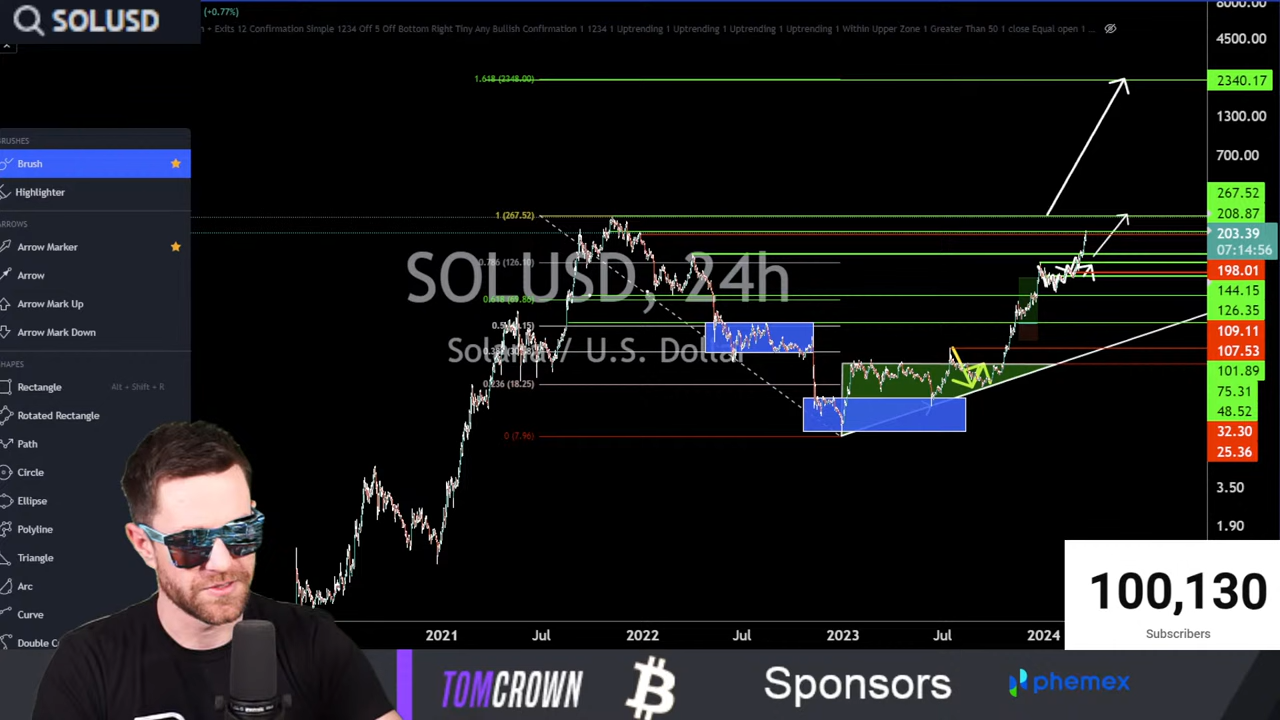 SOLUSD
(+0.77%)
n + Exits 12 Confirmation Simple 1234 Off 5 Off Bottom Right Tiny Any Bullish Confirmation 1 1234 1 Uptrending 1 Uptrending 1 Uptrending 1 Uptrending 1 Within Upper Zone 1 Greater Than 50 1 close Equal open 1 ...
8000.00
4500.00
2340.17
1300.00
700.00
267.52
208.87
203.39
07:14:56
198.01
144.15
126.35
109.11
107.53
101.89
75.31
48.52
32.30
25.36
3.50
1.90
1.618 (2348.00)
1 (267.52)
0.786 (126.10)
0.236 (18.25)
0 (7.96)
SOLUSD, 24h
Solana / U.S. Dollar
BRUSHES
Brush
Highlighter
ARROWS
Arrow Marker
Arrow
Arrow Mark Up
Arrow Mark Down
SHAPES
Rectangle Alt + Shift + R
Rotated Rectangle
Path
Circle
Ellipse
Polyline
Triangle
Arc
Curve
Double C
2021 Jul 2022 Jul 2023 Jul 2024
100,130
Subscribers
TOMCROWN
Sponsors
phemex